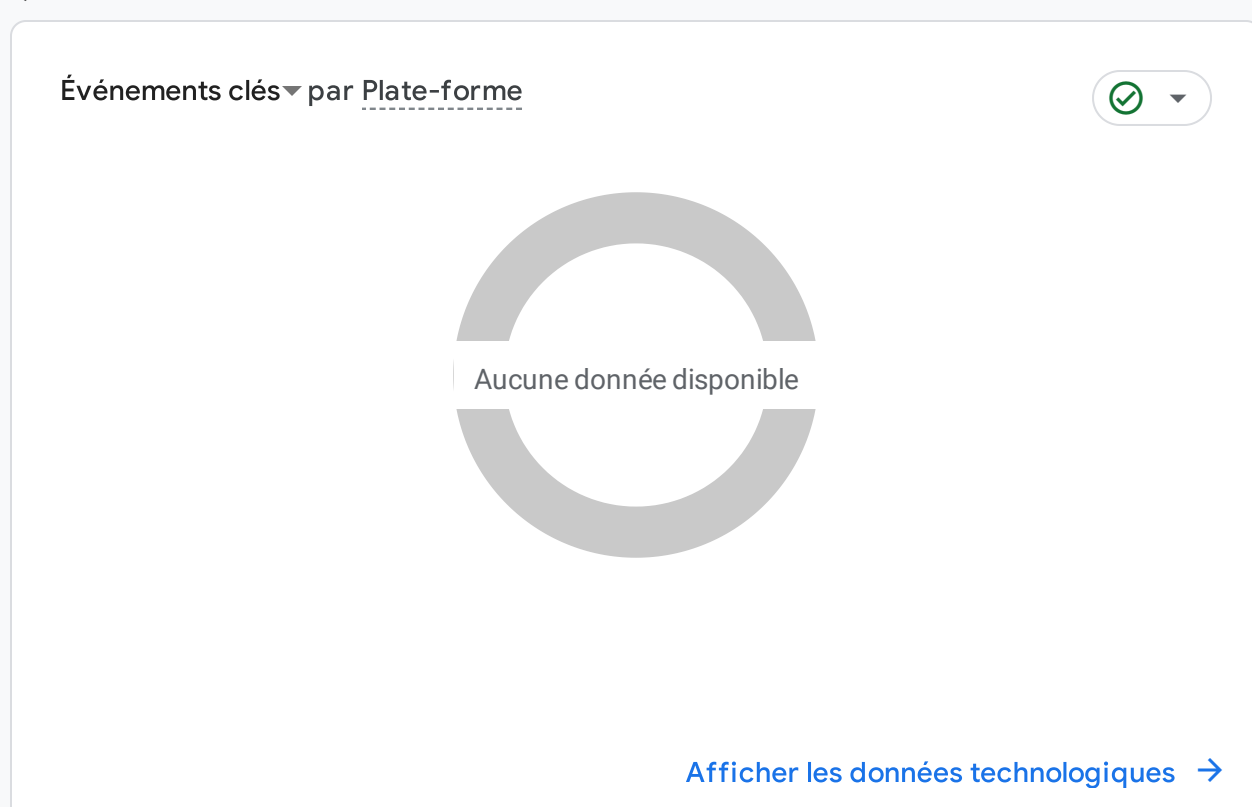 Événements clés par Plate-forme
Aucune donnée disponible
Afficher les données technologiques